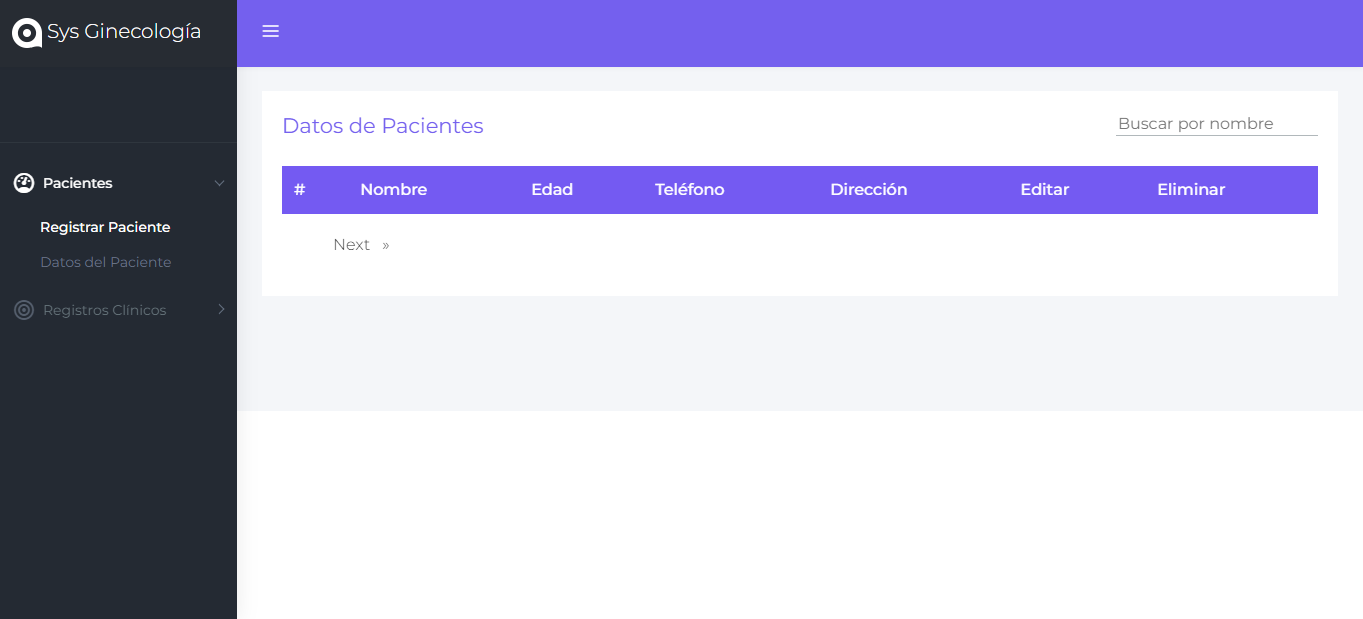 Sys Ginecología
Datos de Pacientes
Buscar por nombre
# Nombre Edad Teléfono Dirección Editar Eliminar
Next »
Pacientes
Registrar Paciente
Datos del Paciente
Registros Clínicos